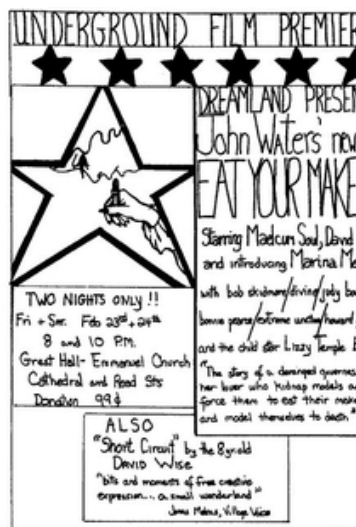 UNDERGROUND FILM PREMIER
DREAMLAND PRESEN
John Waters' new
EAT YOUR MAKE
Starring Maelcum Soul, David
and introducing Marina Me
with bob skidmore/divine/judy bo
bonnie pearce/extreme unction/howard
and the child star Lizzy Temple B
"The story of a deranged governess
her lover who kidnap models a
force them to eat their make
and model themselves to death."
TWO NIGHTS ONLY !!
Fri + Sat. Feb 23rd + 24th
8 and 10 P.M.
Great Hall - Emmanuel Church
Cathedral and Read Sts
Donation 99¢
ALSO
"Short Circuit" by the 8 yr. old
DAVID WISE
"bits and moments of free creative
expression... a small wonderland"
Jonas Mekas, Village Voice